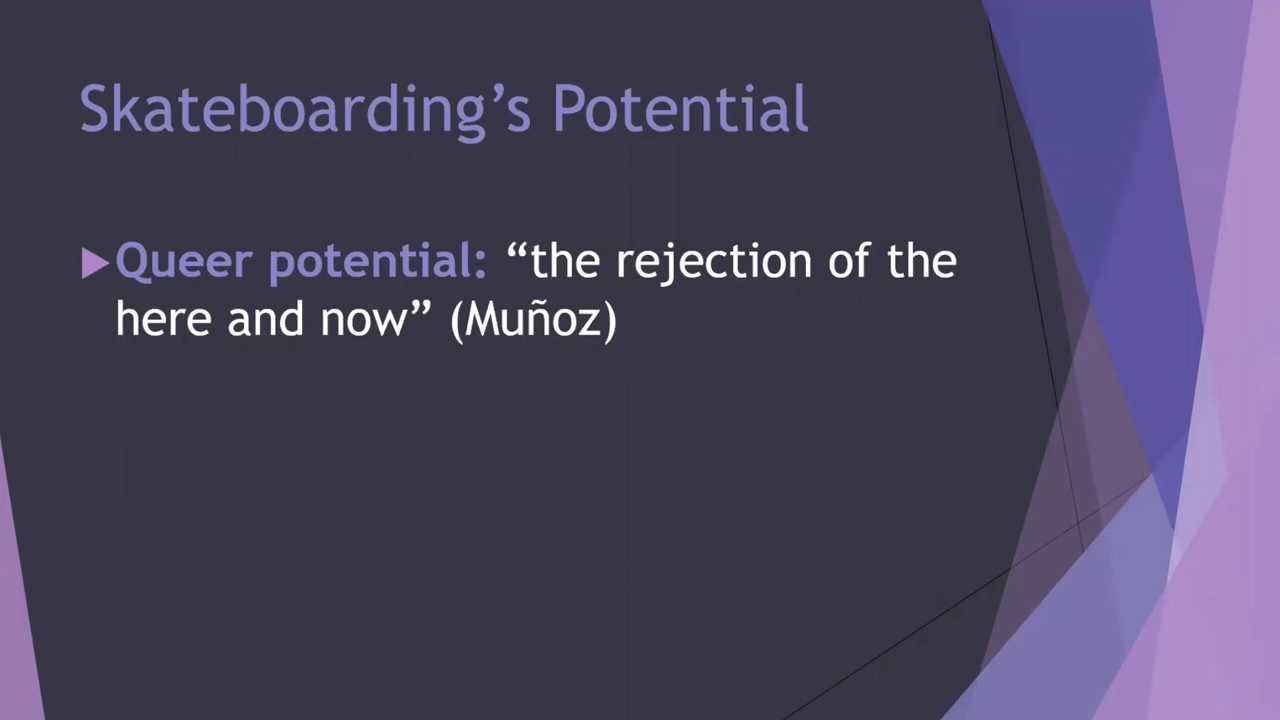 Skateboarding’s Potential
Queer potential: “the rejection of the
here and now” (Muñoz)